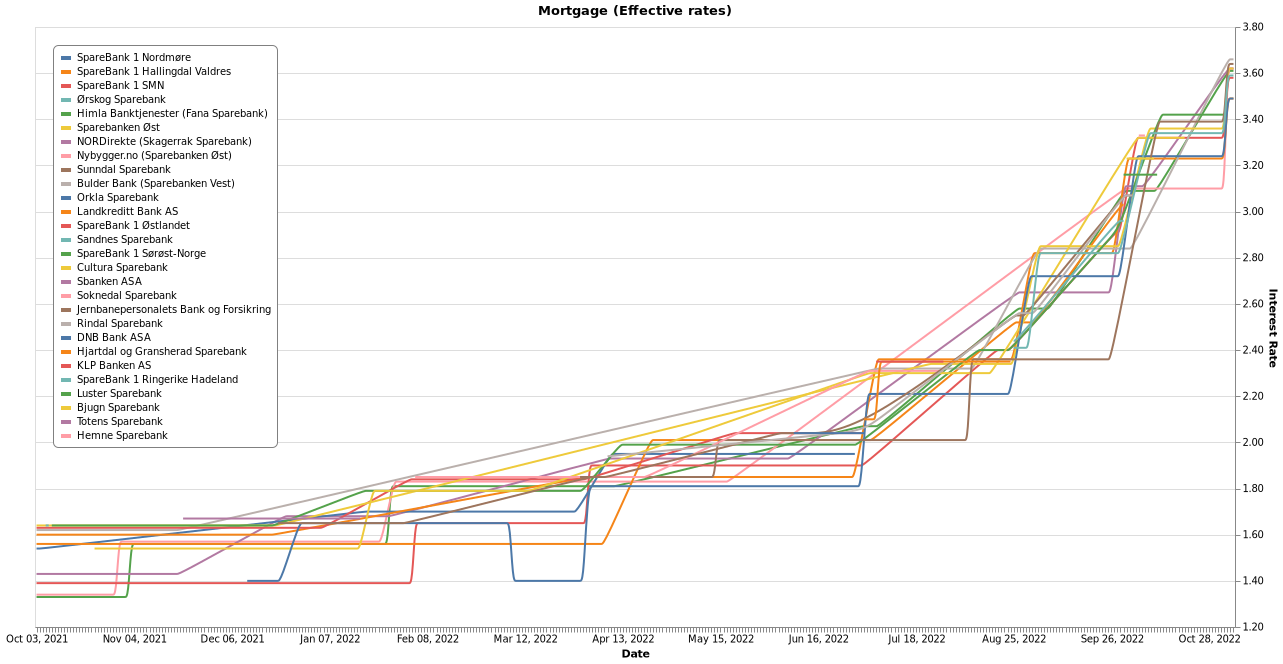 Mortgage (Effective rates)
SpareBank 1 Nordmøre
SpareBank 1 Hallingdal Valdres
SpareBank 1 SMN
Ørskog Sparebank
Himla Banktjenester (Fana Sparebank)
Sparebanken Øst
NORDirekte (Skagerrak Sparebank)
Nybygger.no (Sparebanken Øst)
Sunndal Sparebank
Bulder Bank (Sparebanken Vest)
Orkla Sparebank
Landkreditt Bank AS
SpareBank 1 Østlandet
Sandnes Sparebank
SpareBank 1 Sørøst-Norge
Cultura Sparebank
Sbanken ASA
Soknedal Sparebank
Jernbanepersonalets Bank og Forsikring
Rindal Sparebank
DNB Bank ASA
Hjartdal og Gransherad Sparebank
KLP Banken AS
SpareBank 1 Ringerike Hadeland
Luster Sparebank
Bjugn Sparebank
Totens Sparebank
Hemne Sparebank
3.80
3.60
3.40
3.20
3.00
2.80
2.60
2.40
2.20
2.00
1.80
1.60
1.40
1.20
Interest Rate
Oct 03, 2021 Nov 04, 2021 Dec 06, 2021 Jan 07, 2022 Feb 08, 2022 Mar 12, 2022 Apr 13, 2022 May 15, 2022 Jun 16, 2022 Jul 18, 2022 Aug 25, 2022 Sep 26, 2022 Oct 28, 2022
Date